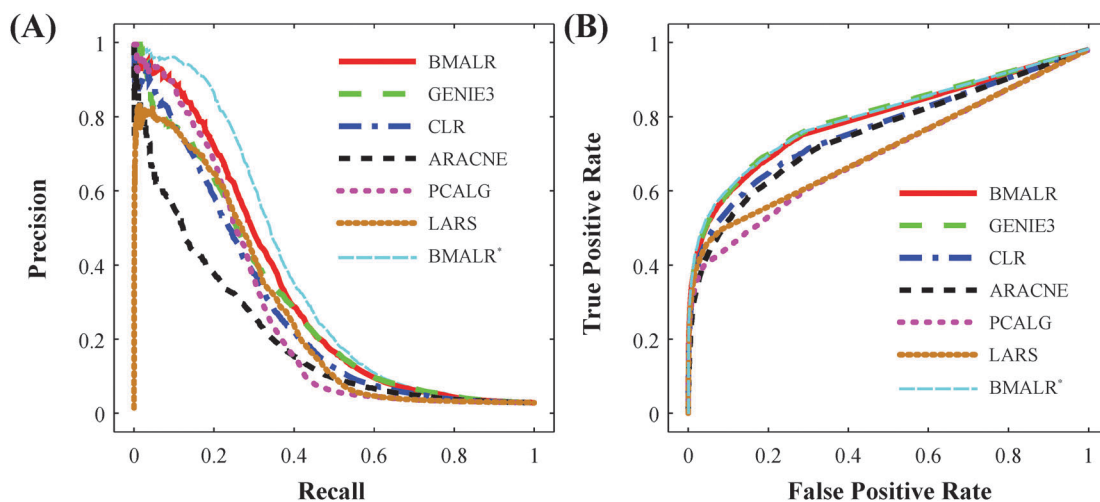 (A)
Precision
1
0.8
0.6
0.4
0.2
0
0 0.2 0.4 0.6 0.8 1
Recall
BMALR
GENIE3
CLR
ARACNE
PCALG
LARS
BMALR*
(B)
True Positive Rate
1
0.8
0.6
0.4
0.2
0
0 0.2 0.4 0.6 0.8 1
False Positive Rate
BMALR
GENIE3
CLR
ARACNE
PCALG
LARS
BMALR*